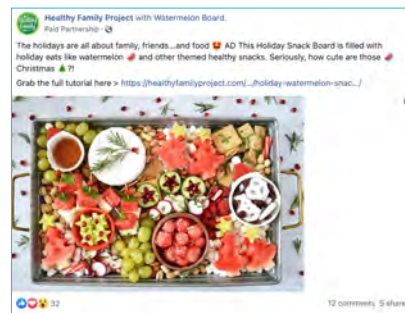 Healthy Family Project with Watermelon Board.
Paid Partnership ·
The holidays are all about family, friends...and food 😍 AD This Holiday Snack Board is filled with
holiday eats like watermelon 🍉 and other themed healthy snacks. Seriously, how cute are those 🍉
Christmas 🎄?!
Grab the full tutorial here > https://healthyfamilyproject.com/.../holiday-watermelon-snac.../
32
12 comments 5 share